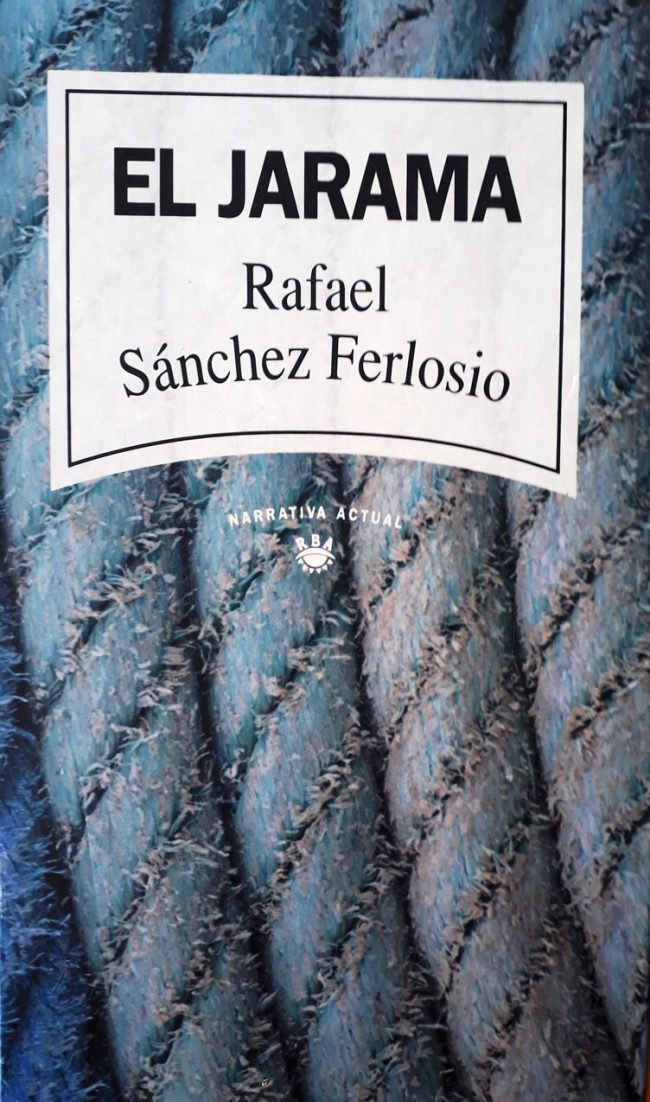 EL JARAMA
Rafael
Sánchez Ferlosio
NARRATIVA ACTUAL
RBA